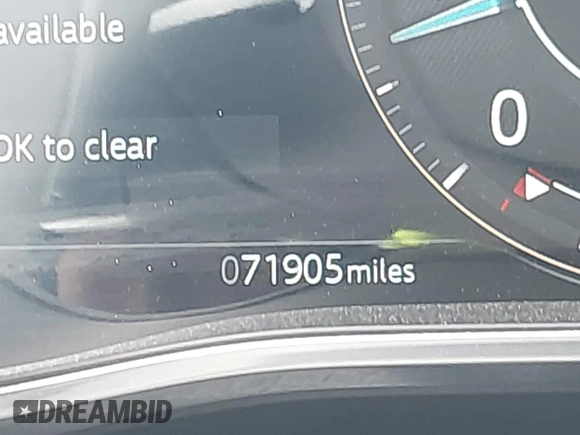 available
OK to clear
0
071905miles
DREAMBID